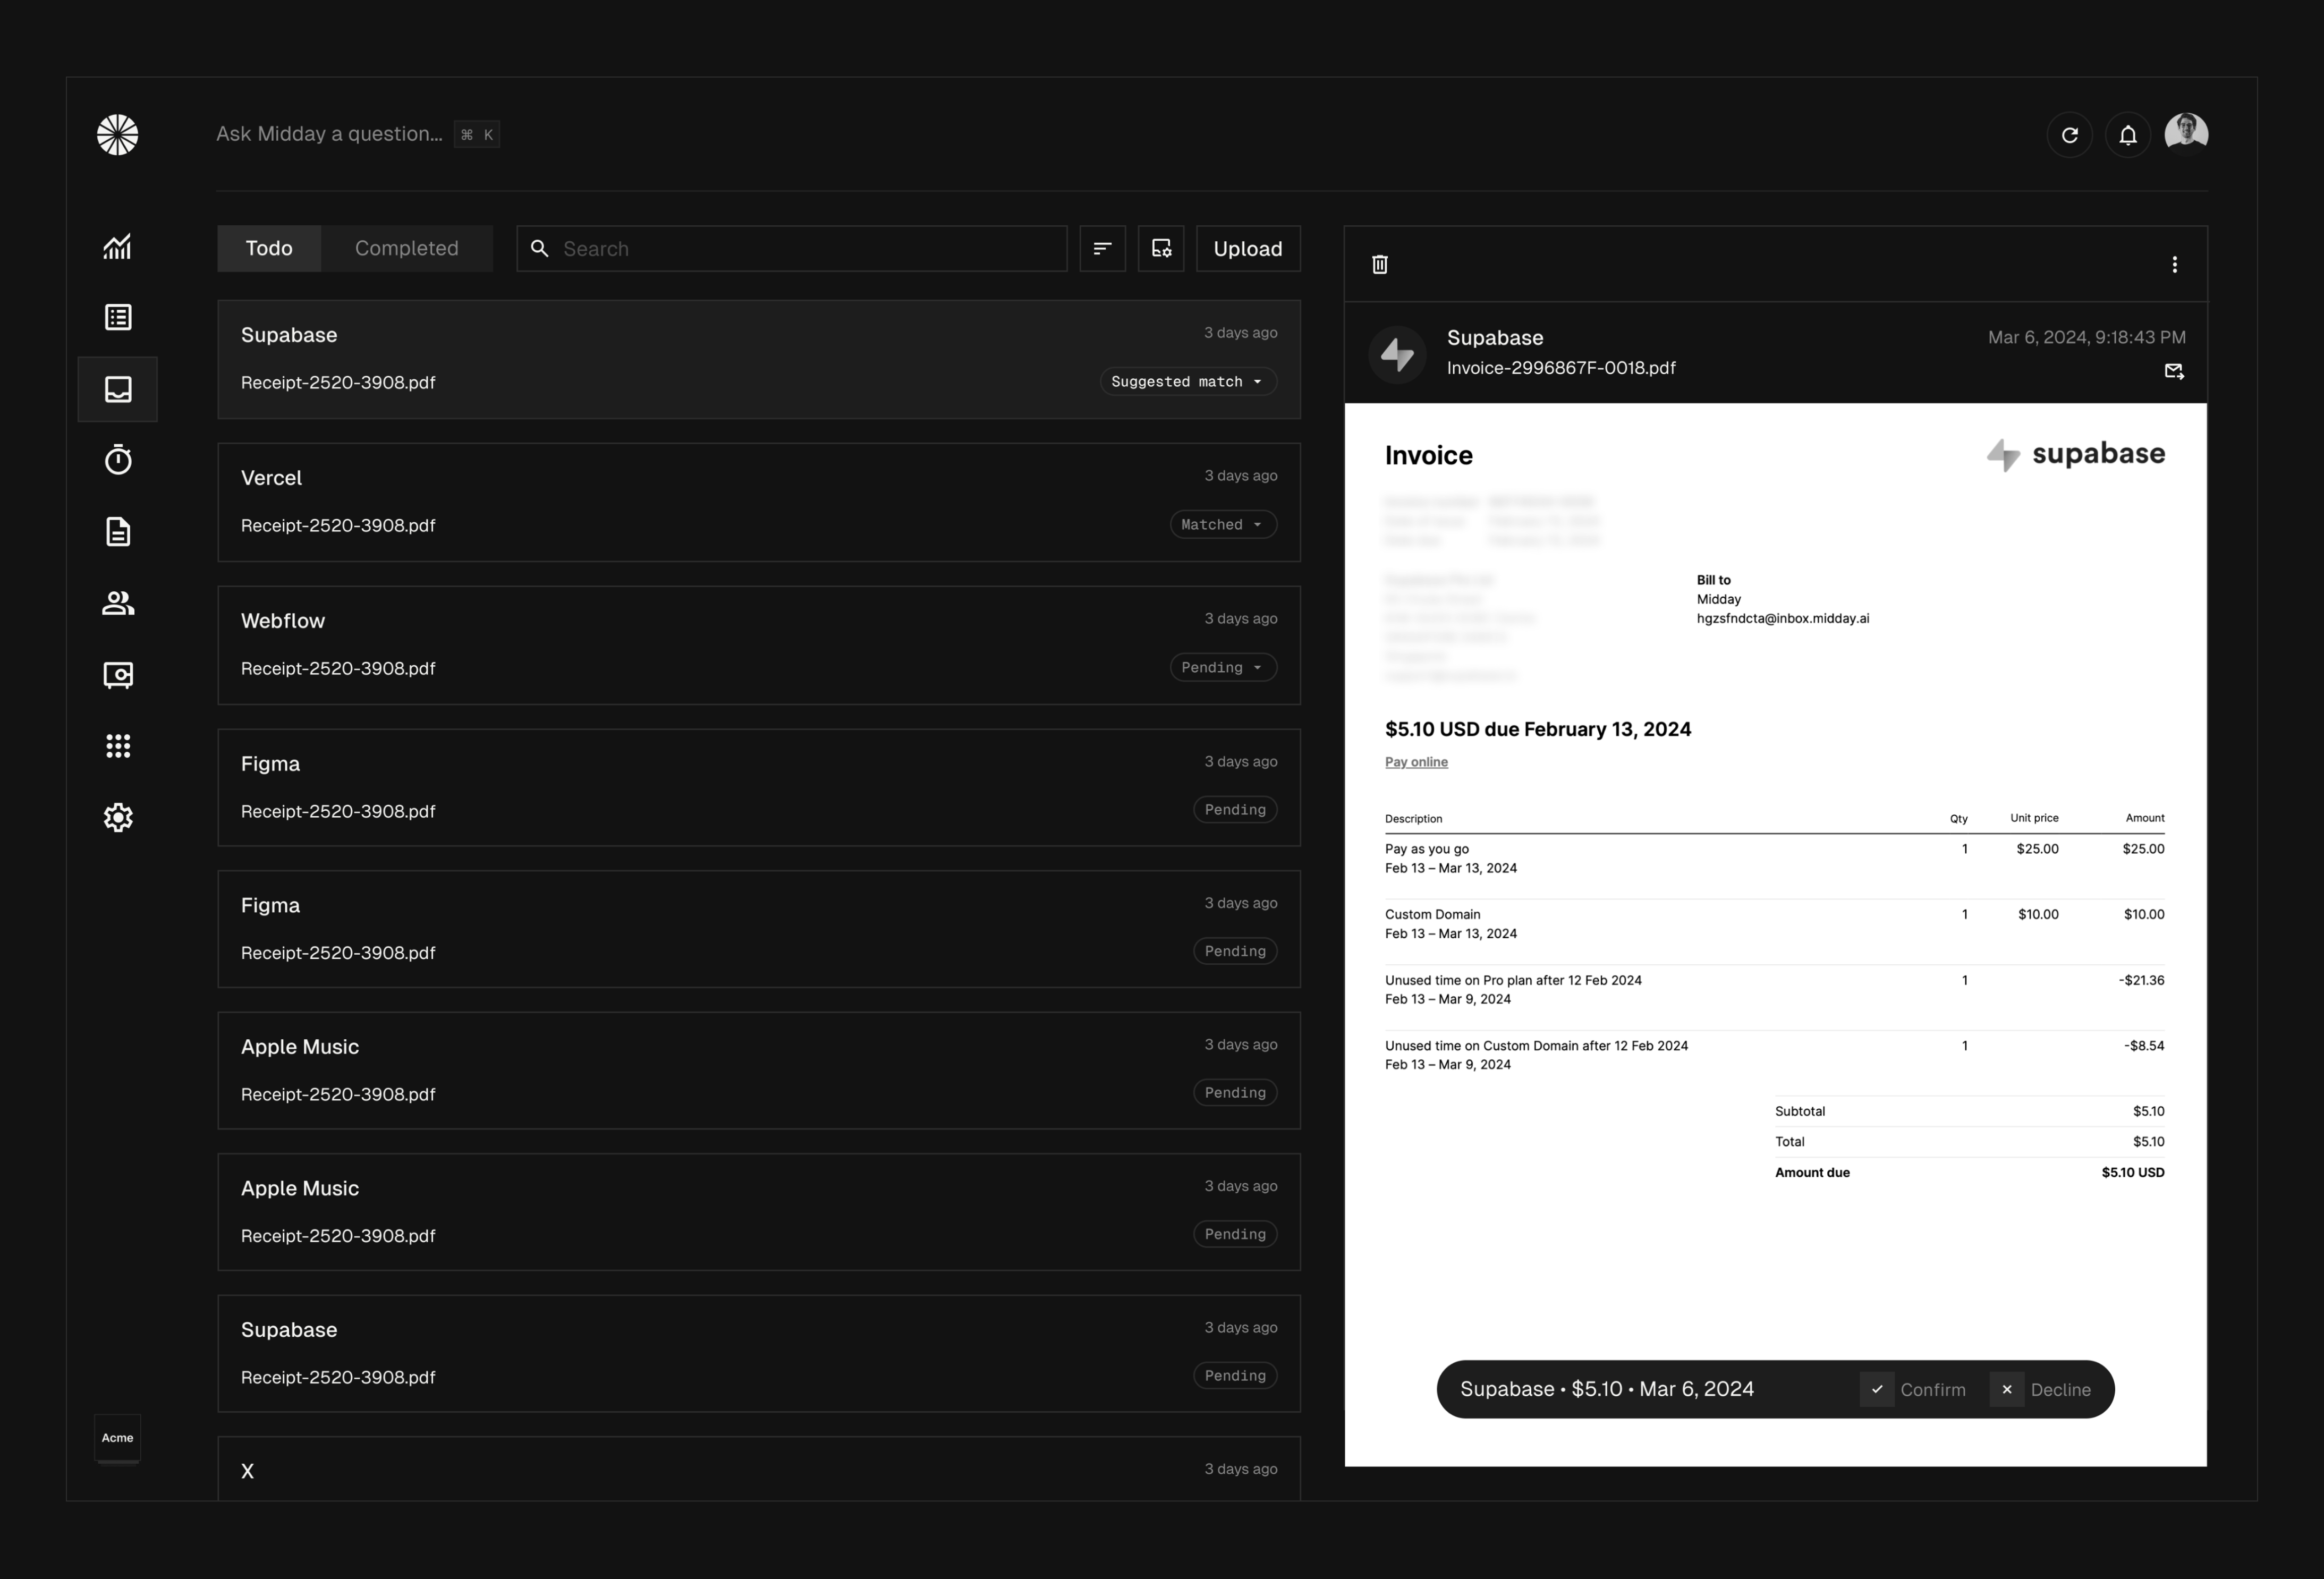 Ask Midday a question... ⌘ K
Todo Completed Search Upload
Supabase 3 days ago
Receipt-2520-3908.pdf Suggested match
Vercel 3 days ago
Receipt-2520-3908.pdf Matched
Webflow 3 days ago
Receipt-2520-3908.pdf Pending
Figma 3 days ago
Receipt-2520-3908.pdf Pending
Figma 3 days ago
Receipt-2520-3908.pdf Pending
Apple Music 3 days ago
Receipt-2520-3908.pdf Pending
Apple Music 3 days ago
Receipt-2520-3908.pdf Pending
Supabase 3 days ago
Receipt-2520-3908.pdf Pending
X 3 days ago
Acme
Supabase Mar 6, 2024, 9:18:43 PM
Invoice-2996867F-0018.pdf
Invoice supabase
Bill to
Midday
hgzsfndcta@inbox.midday.ai
$5.10 USD due February 13, 2024
Pay online
Description Qty Unit price Amount
Pay as you go 1 $25.00 $25.00
Feb 13 – Mar 13, 2024
Custom Domain 1 $10.00 $10.00
Feb 13 – Mar 13, 2024
Unused time on Pro plan after 12 Feb 2024 1 -$21.36
Feb 13 – Mar 9, 2024
Unused time on Custom Domain after 12 Feb 2024 1 -$8.54
Feb 13 – Mar 9, 2024
Subtotal $5.10
Total $5.10
Amount due $5.10 USD
Supabase • $5.10 • Mar 6, 2024 Confirm Decline